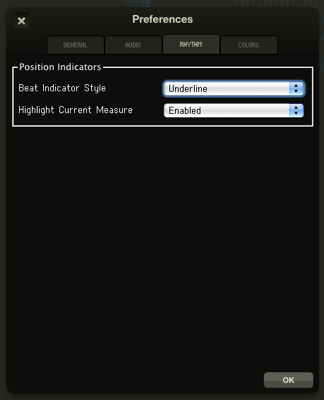 Preferences
GENERAL AUDIO RHYTHM COLORS
Position Indicators
Beat Indicator Style Underline
Highlight Current Measure Enabled
OK